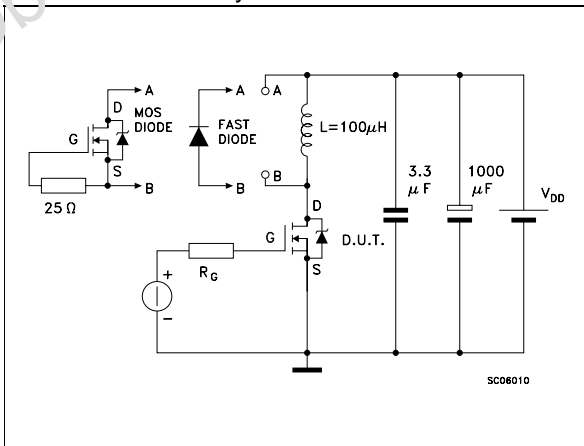 A
D
MOS
DIODE
G
S
B
25 Ω
A
FAST
DIODE
B
A
L=100μH
B
D
G
D.U.T.
S
RG
+
−
3.3
μF
1000
μF
VDD
SC06010